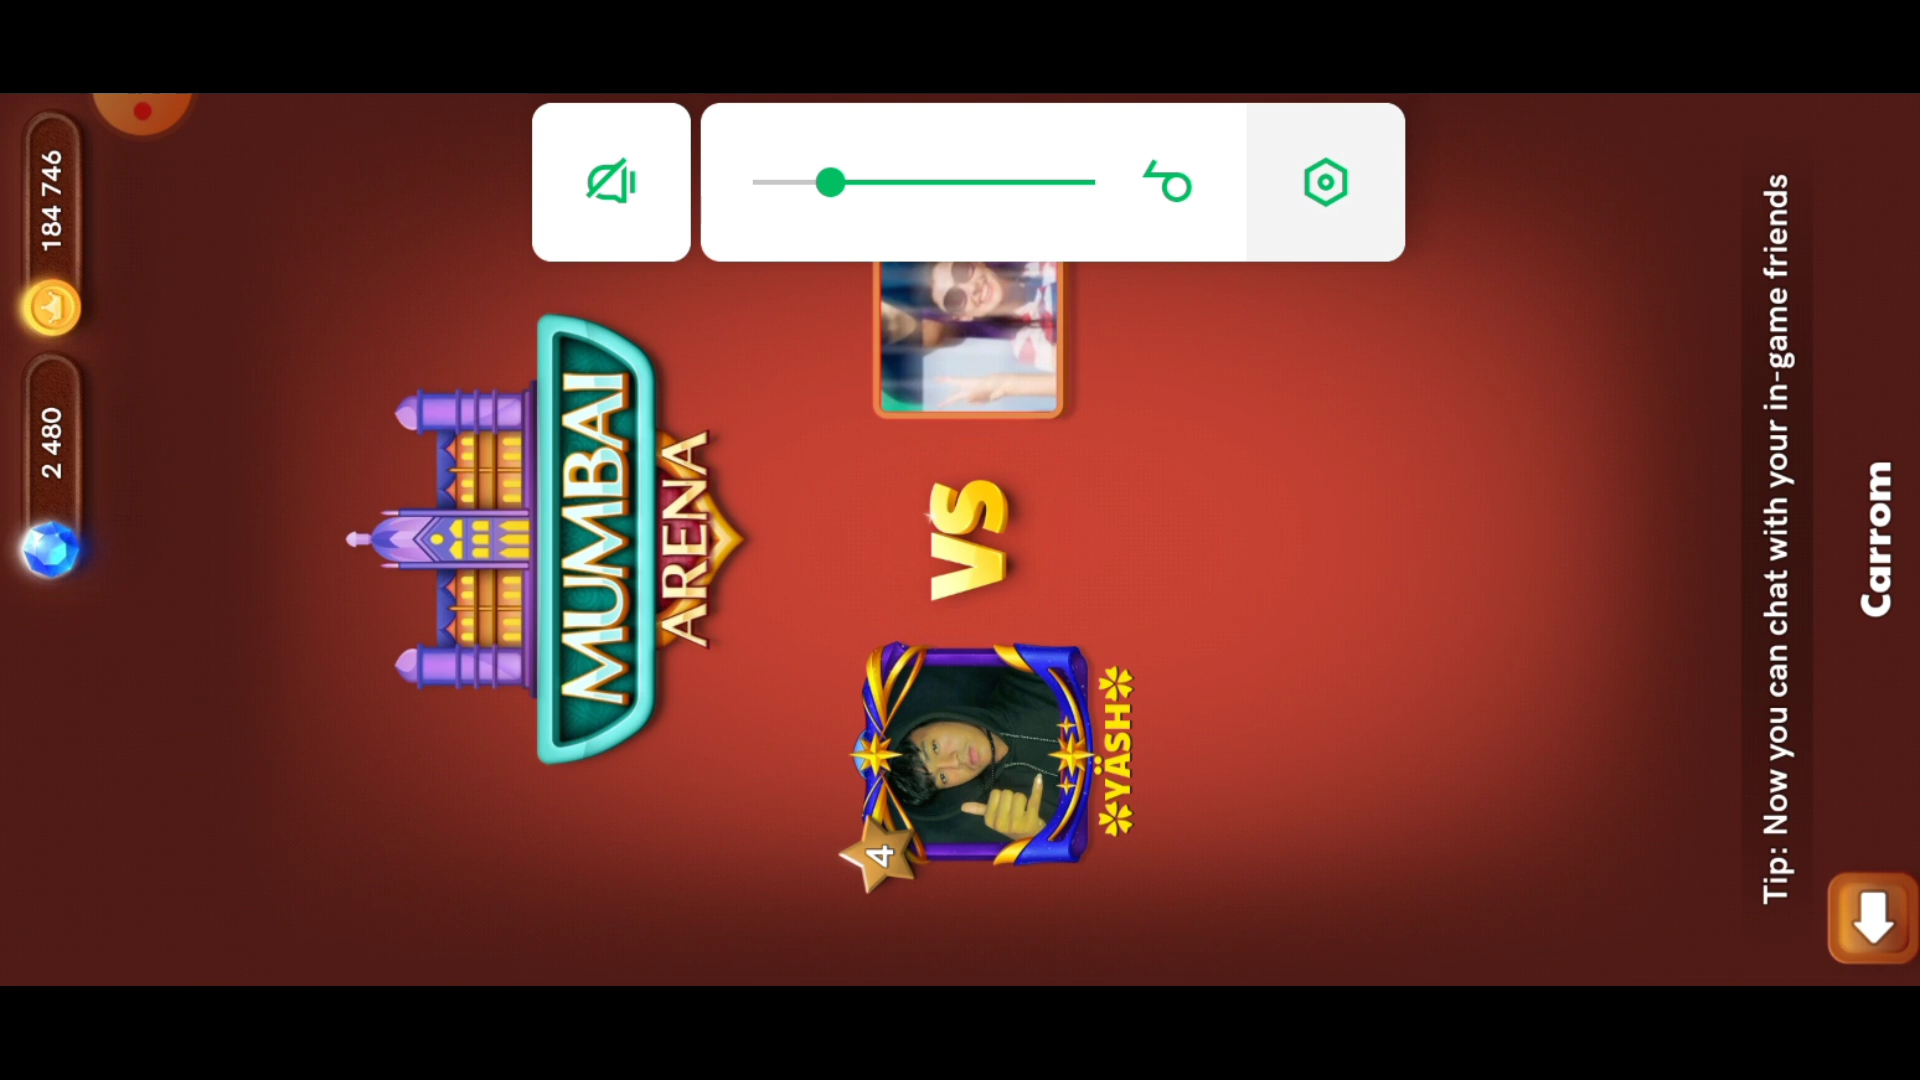 184 746
2 480
MUMBAI
ARENA
VS
4
✤YÄSH✤
Tip: Now you can chat with your in-game friends
Carrom